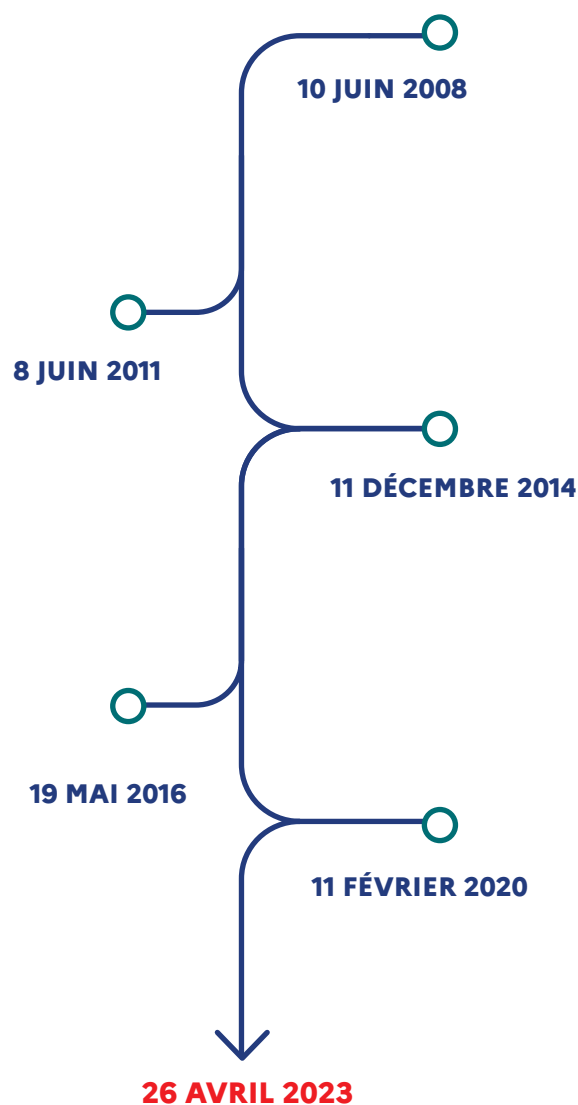 10 JUIN 2008
8 JUIN 2011
11 DÉCEMBRE 2014
19 MAI 2016
11 FÉVRIER 2020
26 AVRIL 2023